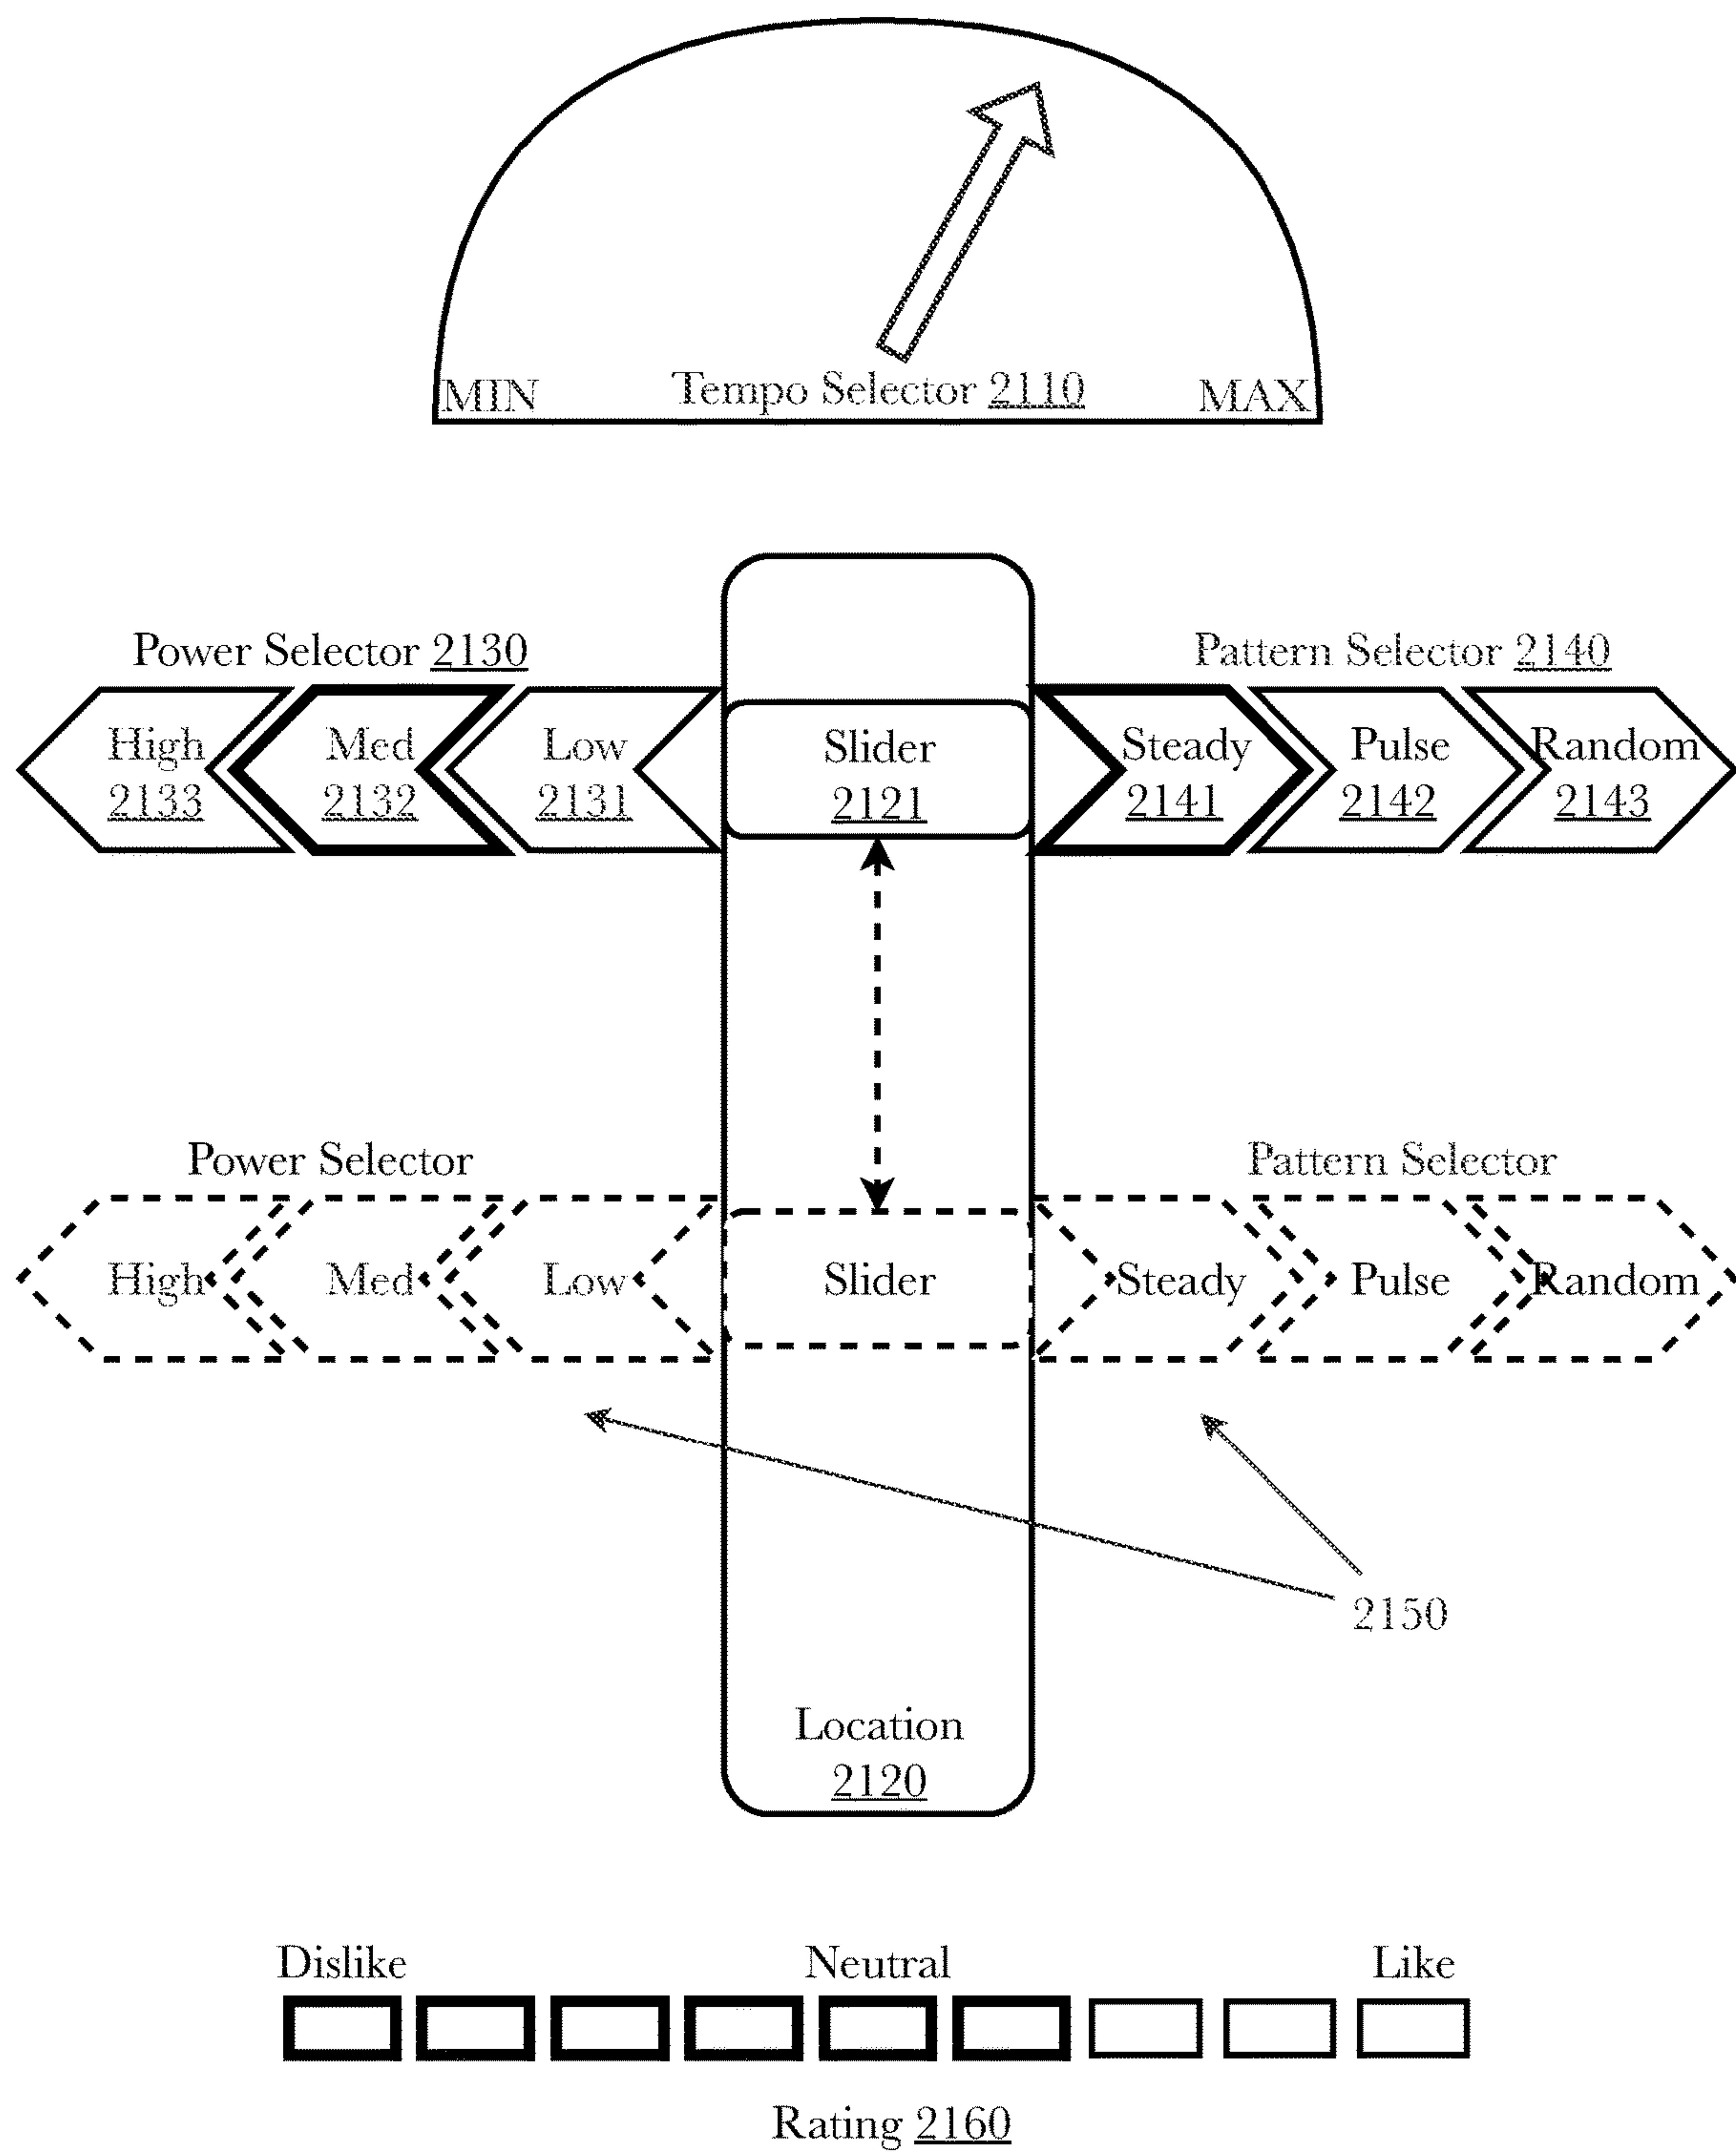 MIN
Tempo Selector 2110
MAX
Power Selector 2130
Pattern Selector 2140
High
2133
Med
2132
Low
2131
Slider
2121
Steady
2141
Pulse
2142
Random
2143
Power Selector
Pattern Selector
High
Med
Low
Slider
Steady
Pulse
Random
2150
Location
2120
Dislike
Neutral
Like
Rating 2160